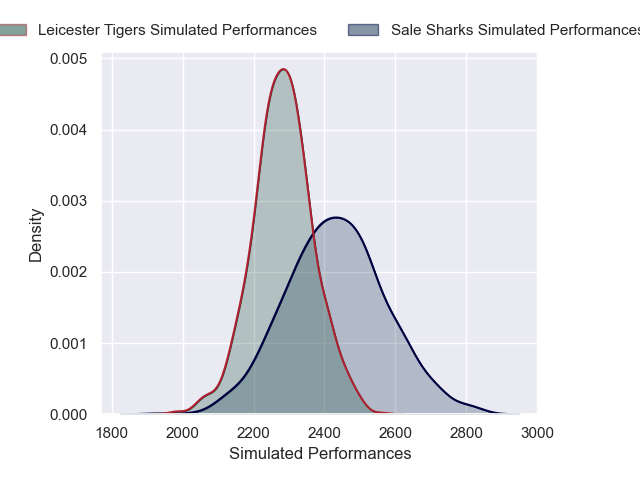 Leicester Tigers Simulated Performances Sale Sharks Simulated Performances
0.005
0.004
0.003
0.002
0.001
0.000
Density
1800 2000 2200 2400 2600 2800 3000
Simulated Performances